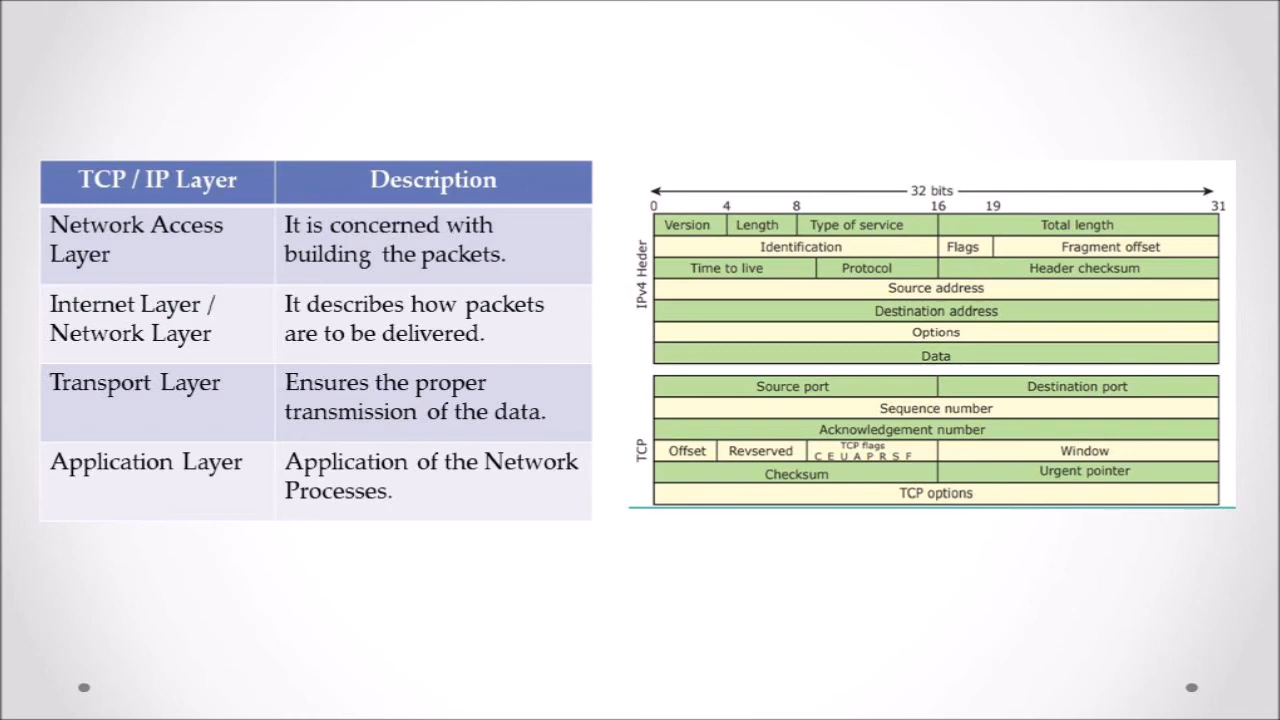 TCP / IP Layer Description
Network Access Layer
It is concerned with building the packets.
Internet Layer / Network Layer
It describes how packets are to be delivered.
Transport Layer
Ensures the proper transmission of the data.
Application Layer
Application of the Network Processes.
32 bits
0 4 8 16 19 31
IPv4 Heder
Version Length Type of service Total length
Identification Flags Fragment offset
Time to live Protocol Header checksum
Source address
Destination address
Options
Data
TCP
Source port Destination port
Sequence number
Acknowledgement number
Offset Revserved TCP flags Window
C E U A P R S F
Checksum Urgent pointer
TCP options